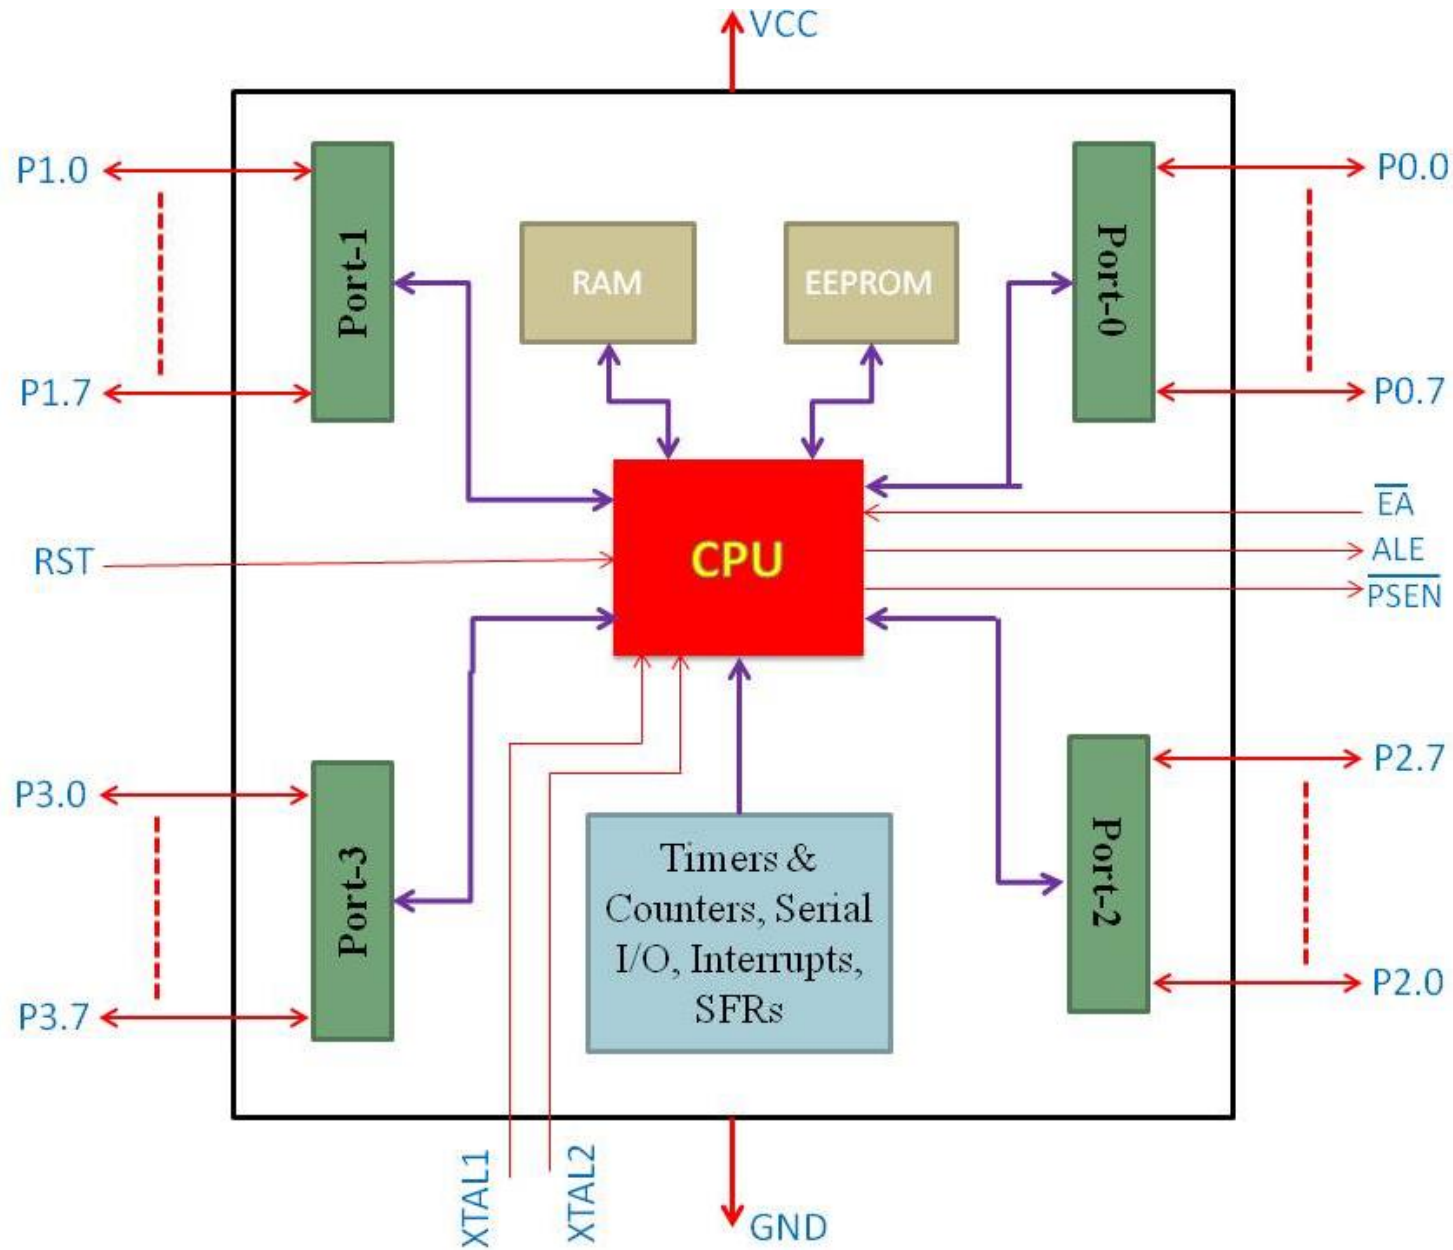 VCC
P1.0
P0.0
Port-1
RAM
EEPROM
Port-0
P1.7
P0.7
EA
RST
CPU
ALE
PSEN
P3.0
P2.7
Port-3
Timers &
Counters, Serial
I/O, Interrupts,
SFRs
Port-2
P3.7
P2.0
XTAL1
XTAL2
GND